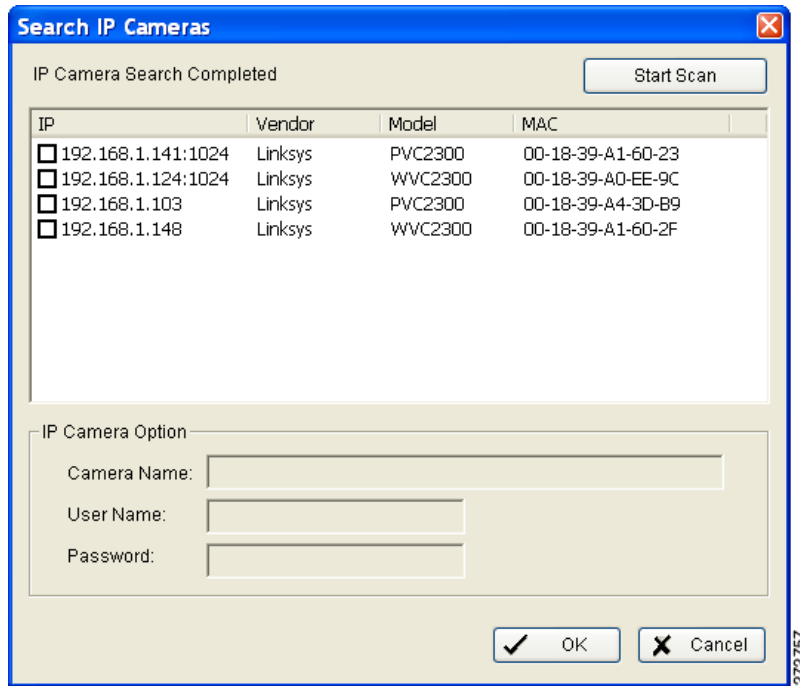 Search IP Cameras
IP Camera Search Completed
Start Scan
IP Vendor Model MAC
192.168.1.141:1024 Linksys PVC2300 00-18-39-A1-60-23
192.168.1.124:1024 Linksys WVC2300 00-18-39-A0-EE-9C
192.168.1.103 Linksys PVC2300 00-18-39-A4-3D-B9
192.168.1.148 Linksys WVC2300 00-18-39-A1-60-2F
IP Camera Option
Camera Name:
User Name:
Password:
OK Cancel